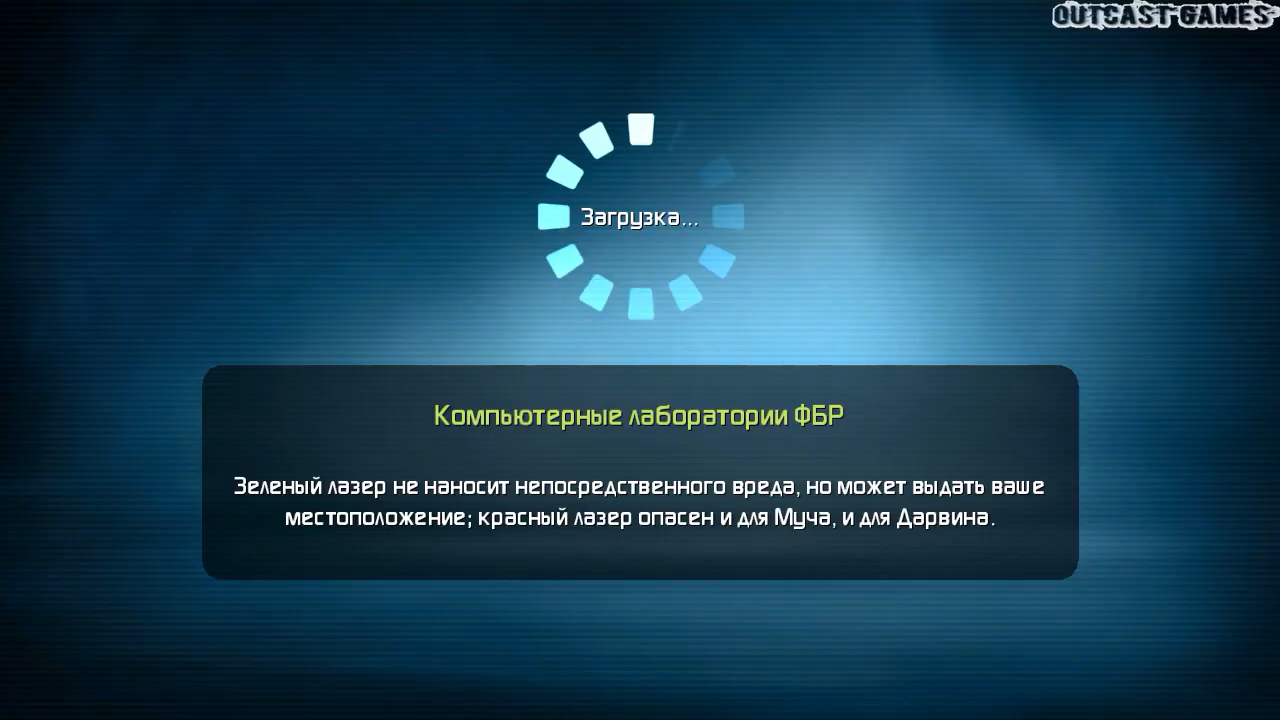 OUTCAST GAMES
Загрузка...
Компьютерные лаборатории ФБР
Зеленый лазер не наносит непосредственного вреда, но может выдать ваше
местоположение; красный лазер опасен и для Муча, и для Дарвина.